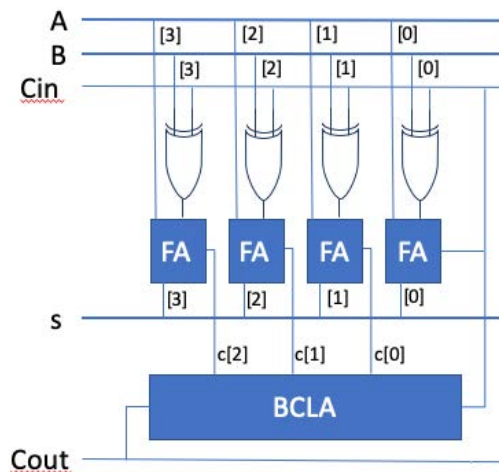 A
[3] [2] [1] [0]
B
[3] [2] [1] [0]
Cin
FA FA FA FA
[3] [2] [1] [0]
s
c[2] c[1] c[0]
BCLA
Cout